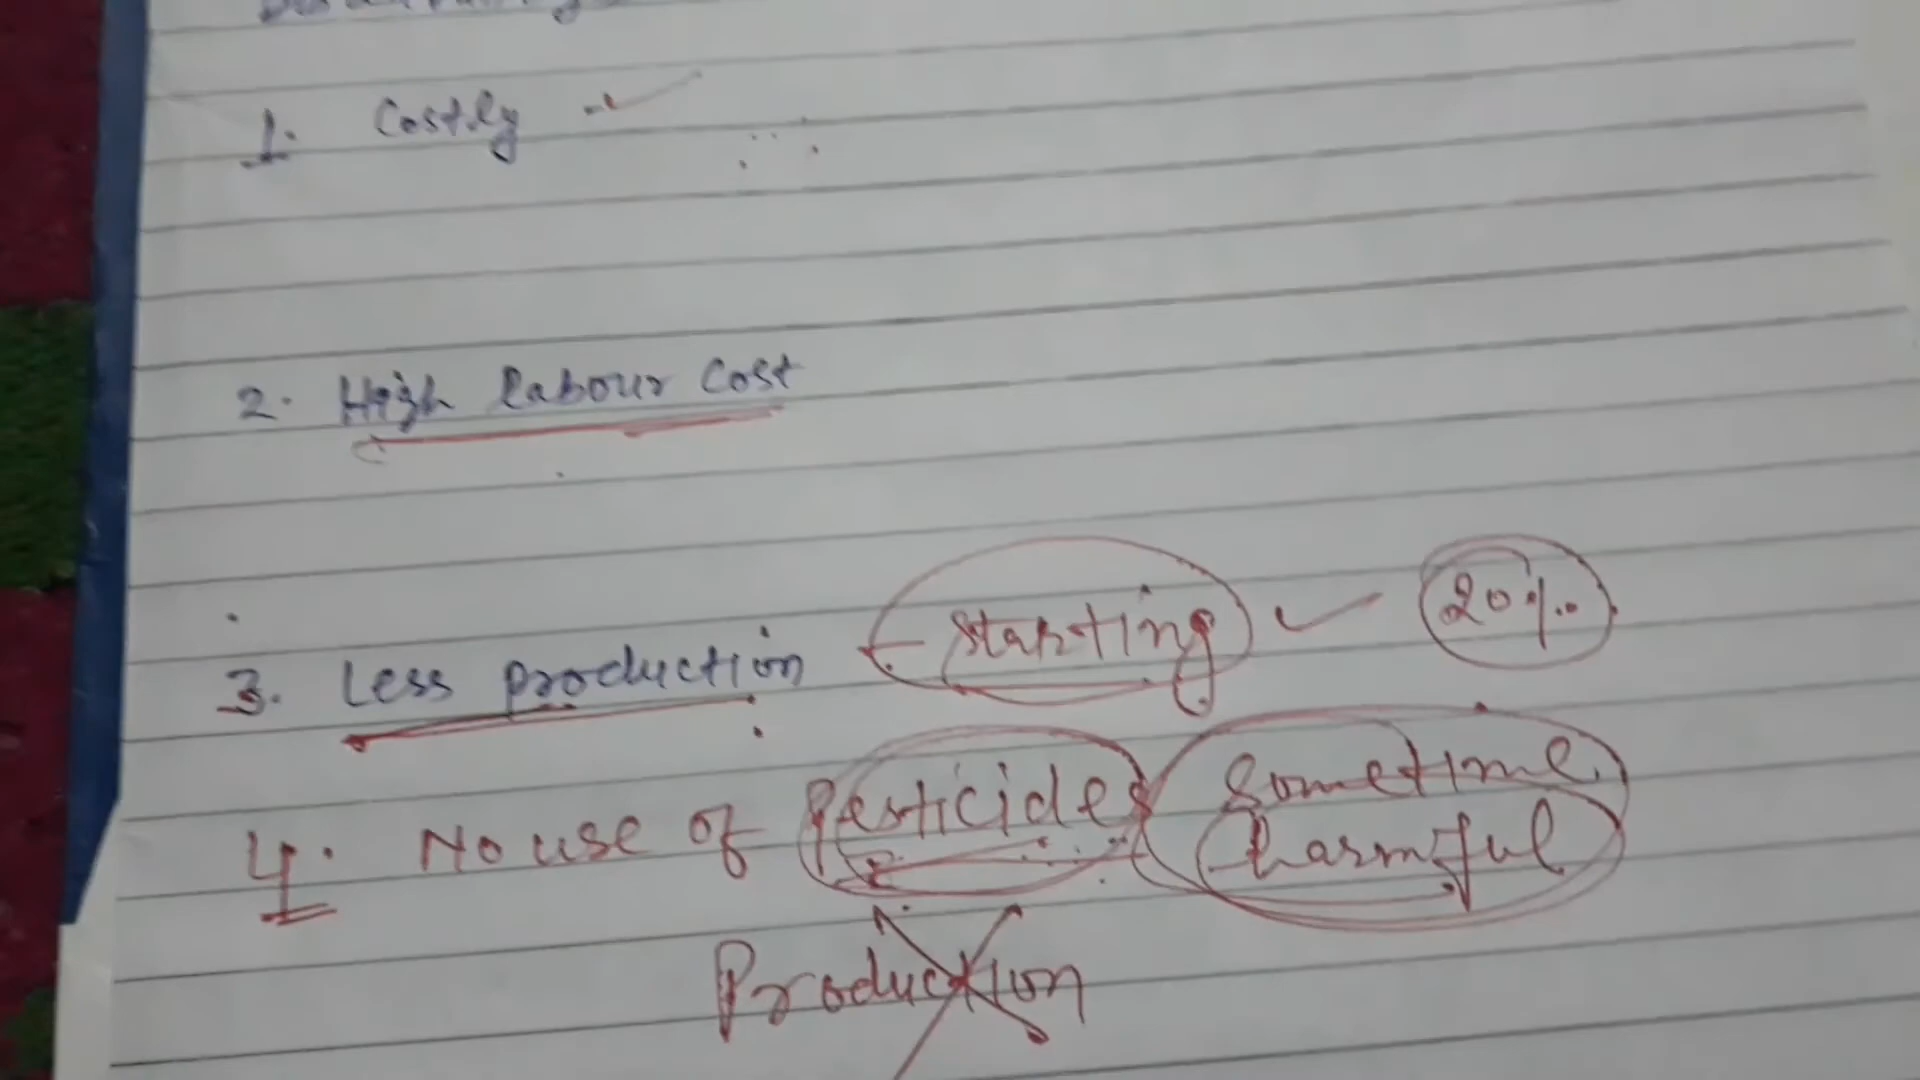 1. Costly
2. High labour cost
3. Less production ← starting ✓ 20%
4. No use of Pesticides Sometime
harmful
Production